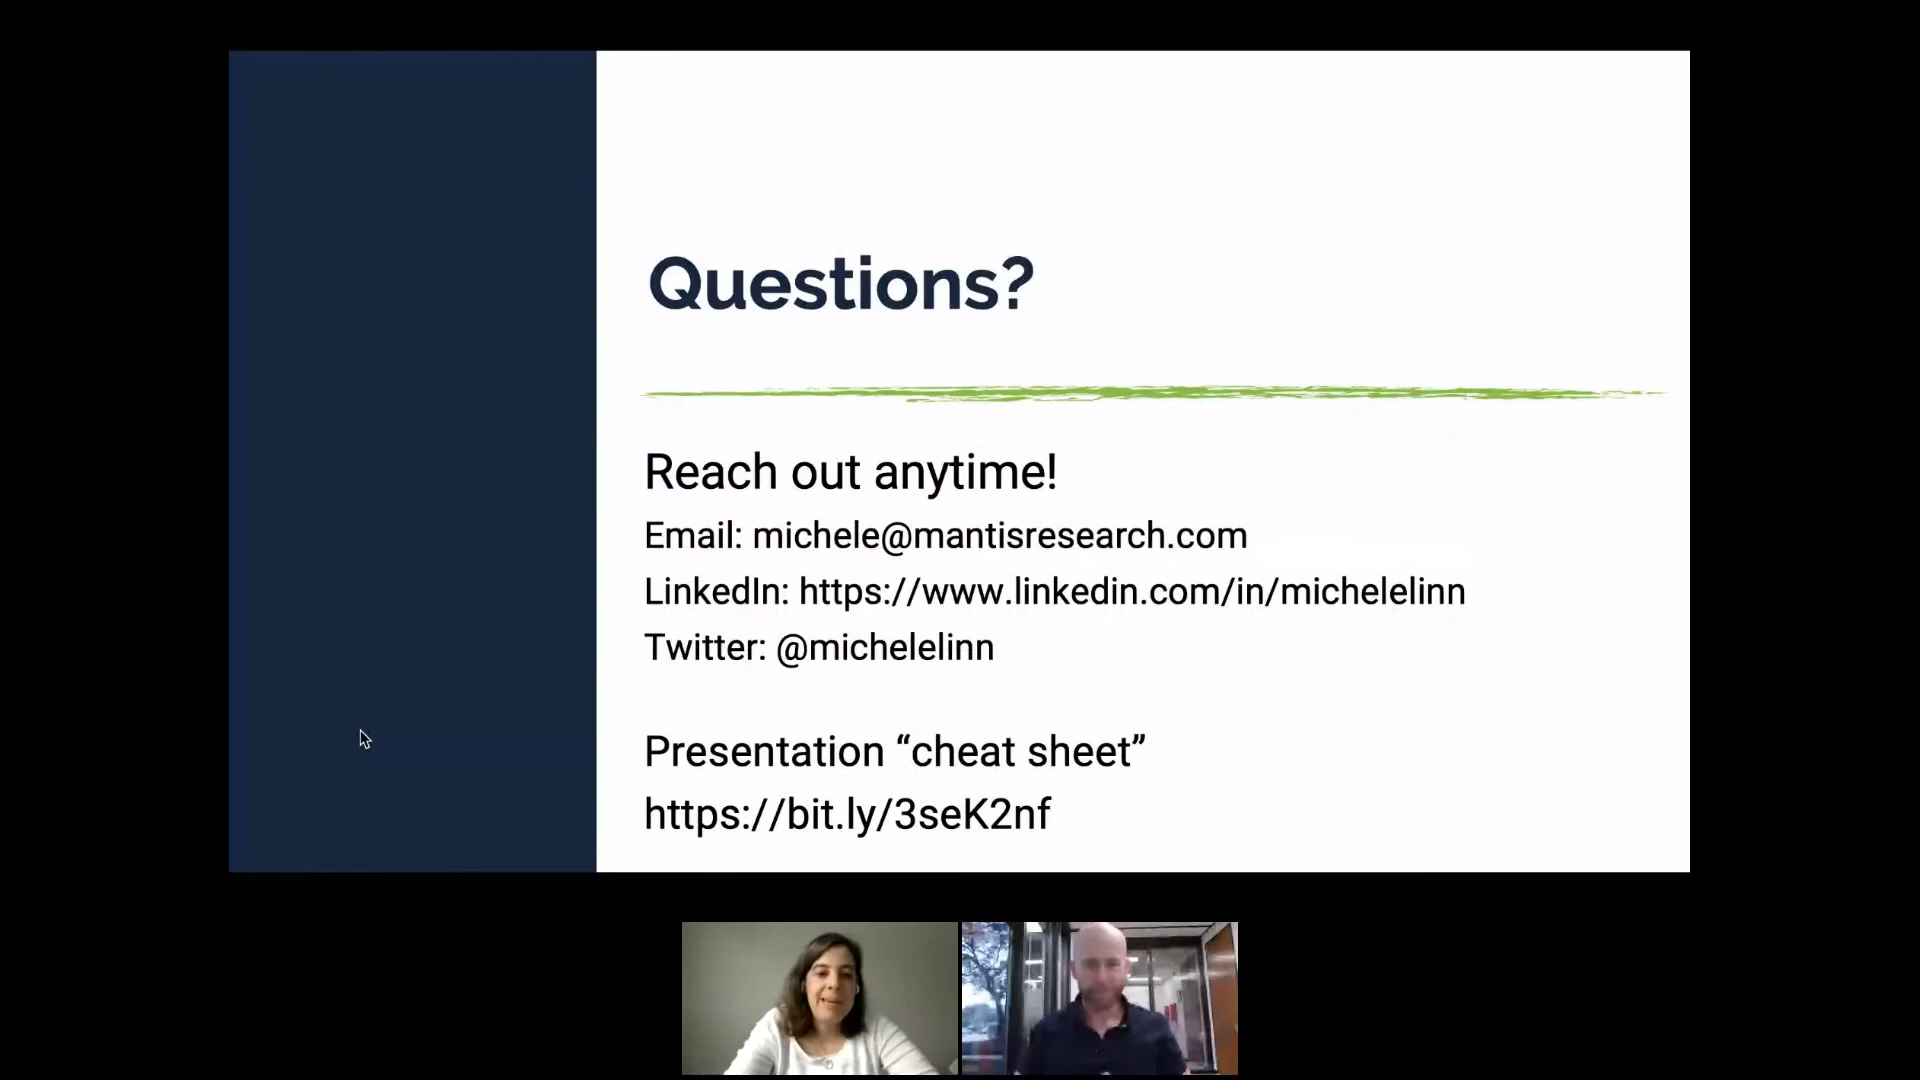 Questions?
Reach out anytime!
Email: michele@mantisresearch.com
LinkedIn: https://www.linkedin.com/in/michelelinn
Twitter: @michelelinn
Presentation “cheat sheet”
https://bit.ly/3seK2nf